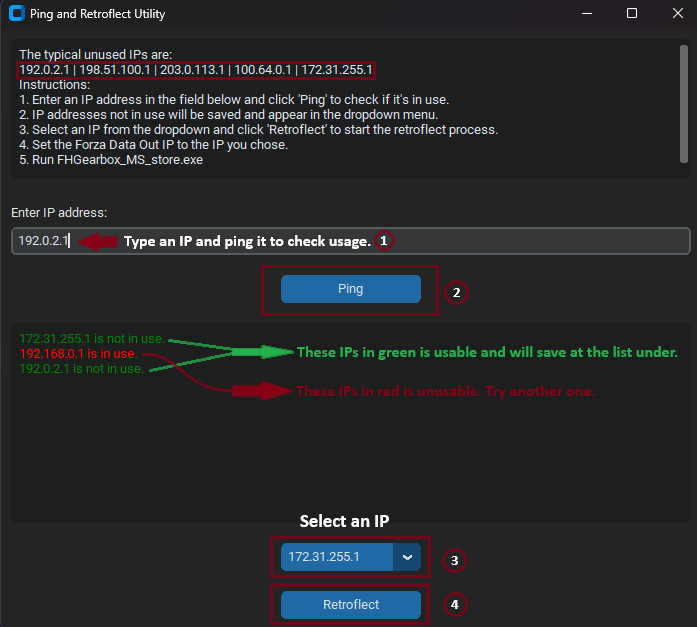 Ping and Retroflect Utility
The typical unused IPs are:
192.0.2.1 | 198.51.100.1 | 203.0.113.1 | 100.64.0.1 | 172.31.255.1
Instructions:
1. Enter an IP address in the field below and click 'Ping' to check if it's in use.
2. IP addresses not in use will be saved and appear in the dropdown menu.
3. Select an IP from the dropdown and click 'Retroflect' to start the retroflect process.
4. Set the Forza Data Out IP to the IP you chose.
5. Run FHGearbox_MS_store.exe
Enter IP address:
192.0.2.1 Type an IP and ping it to check usage. 1
Ping 2
172.31.255.1 is not in use.
192.168.0.1 is in use. These IPs in green is usable and will save at the list under.
192.0.2.1 is not in use.
These IPs in red is unusable. Try another one.
Select an IP
172.31.255.1 3
Retroflect 4